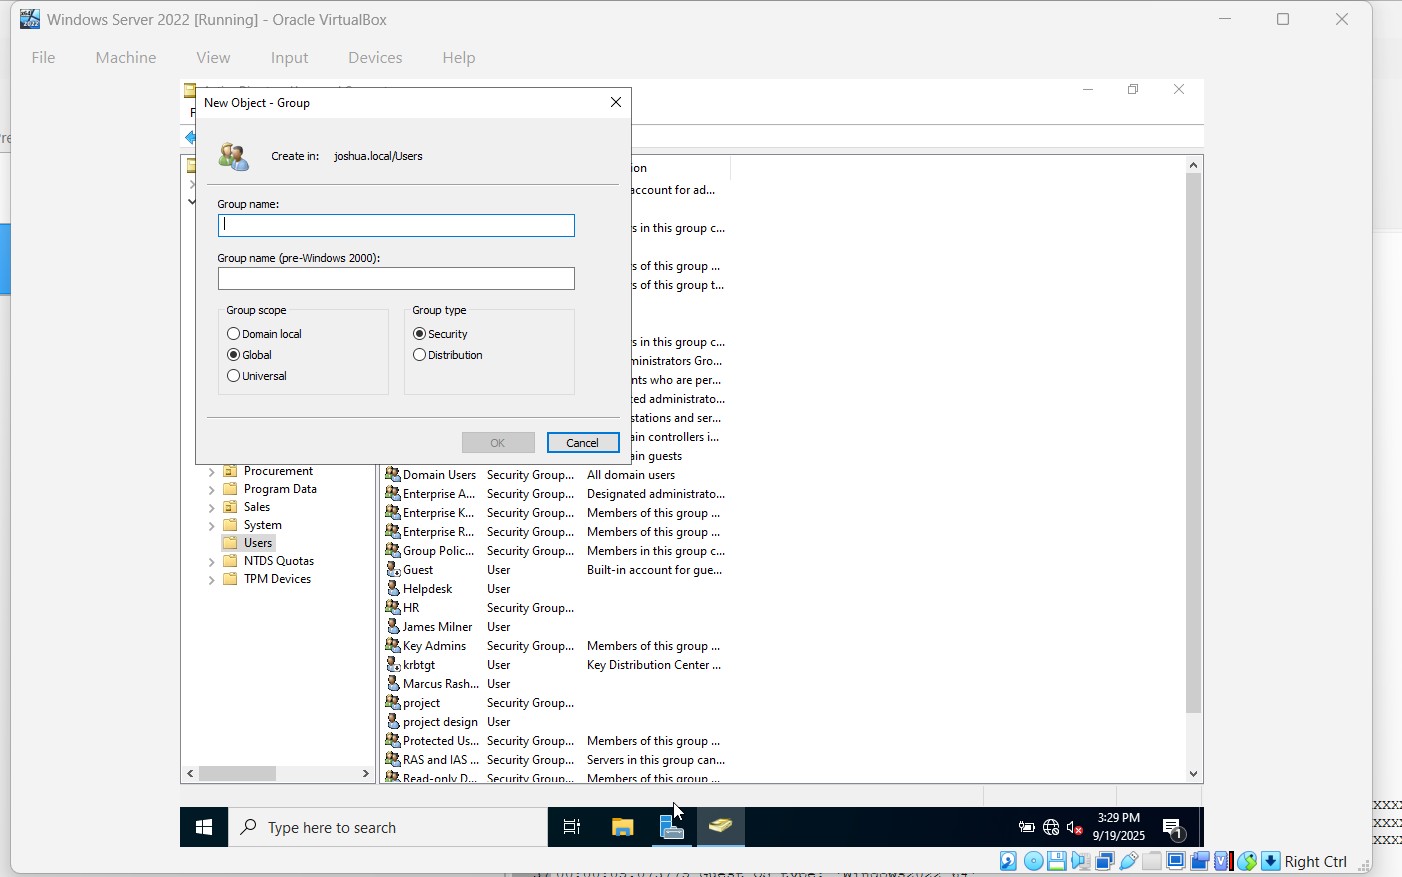 Windows Server 2022 [Running] - Oracle VirtualBox
File Machine View Input Devices Help
New Object - Group
Create in: joshua.local/Users
Group name:
Group name (pre-Windows 2000):
Group scope
Domain local
Global
Universal
Group type
Security
Distribution
OK Cancel
Procurement
Program Data
Sales
System
Users
NTDS Quotas
TPM Devices
ion
account for ad...
s in this group c...
s of this group ...
s of this group t...
s in this group c...
ministrators Gro...
nts who are per...
ed administrato...
stations and ser...
ain controllers i...
ain guests
Domain Users Security Group... All domain users
Enterprise A... Security Group... Designated administrato...
Enterprise K... Security Group... Members of this group ...
Enterprise R... Security Group... Members of this group ...
Group Polic... Security Group... Members in this group c...
Guest User Built-in account for gue...
Helpdesk User
HR Security Group...
James Milner User
Key Admins Security Group... Members of this group ...
krbtgt User Key Distribution Center ...
Marcus Rash... User
project Security Group...
project design User
Protected Us... Security Group... Members of this group ...
RAS and IAS ... Security Group... Servers in this group can...
Read-only D... Security Group... Members of this group ...
Type here to search
3:29 PM
9/19/2025
1
Right Ctrl